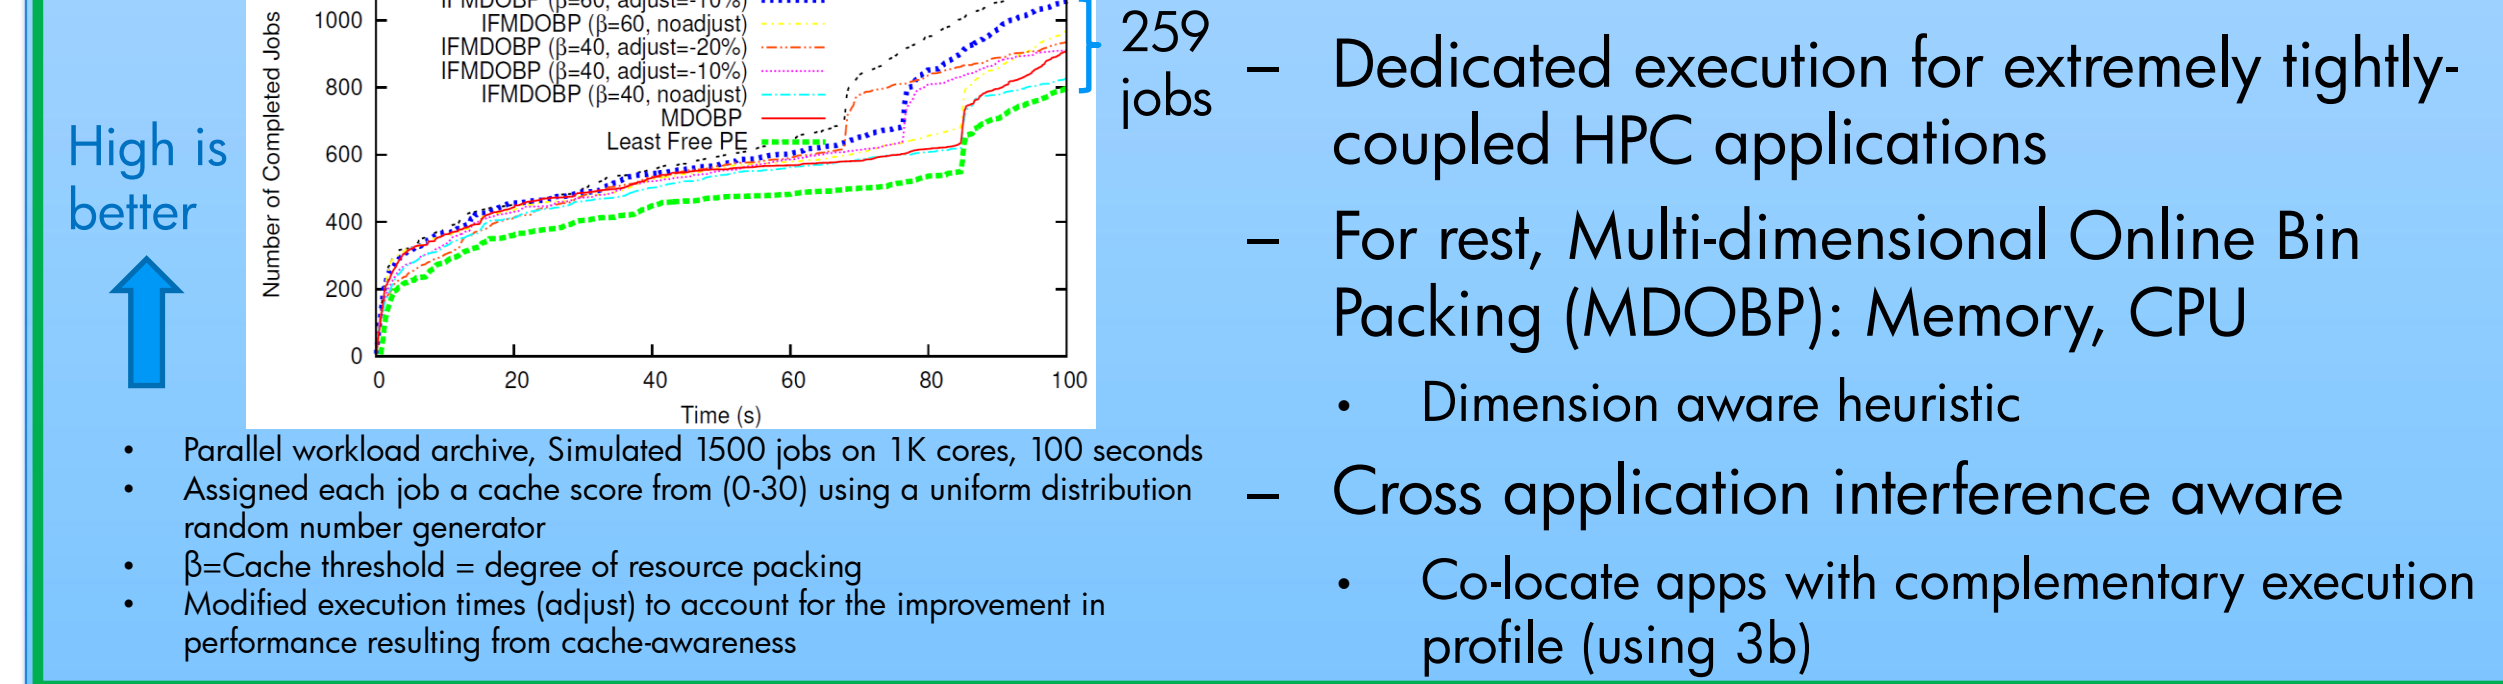 IFMDOBP (β=60, adjust=-10%)
IFMDOBP (β=60, noadjust)
IFMDOBP (β=40, adjust=-20%)
IFMDOBP (β=40, adjust=-10%)
IFMDOBP (β=40, noadjust)
MDOBP
Least Free PE
Number of Completed Jobs
1000
800
600
400
200
0
0 20 40 60 80 100
Time (s)
High is
better
259
jobs
• Parallel workload archive, Simulated 1500 jobs on 1K cores, 100 seconds
• Assigned each job a cache score from (0-30) using a uniform distribution
random number generator
• β=Cache threshold = degree of resource packing
• Modified execution times (adjust) to account for the improvement in
performance resulting from cache-awareness
– Dedicated execution for extremely tightly-
coupled HPC applications
– For rest, Multi-dimensional Online Bin
Packing (MDOBP): Memory, CPU
• Dimension aware heuristic
– Cross application interference aware
• Co-locate apps with complementary execution
profile (using 3b)